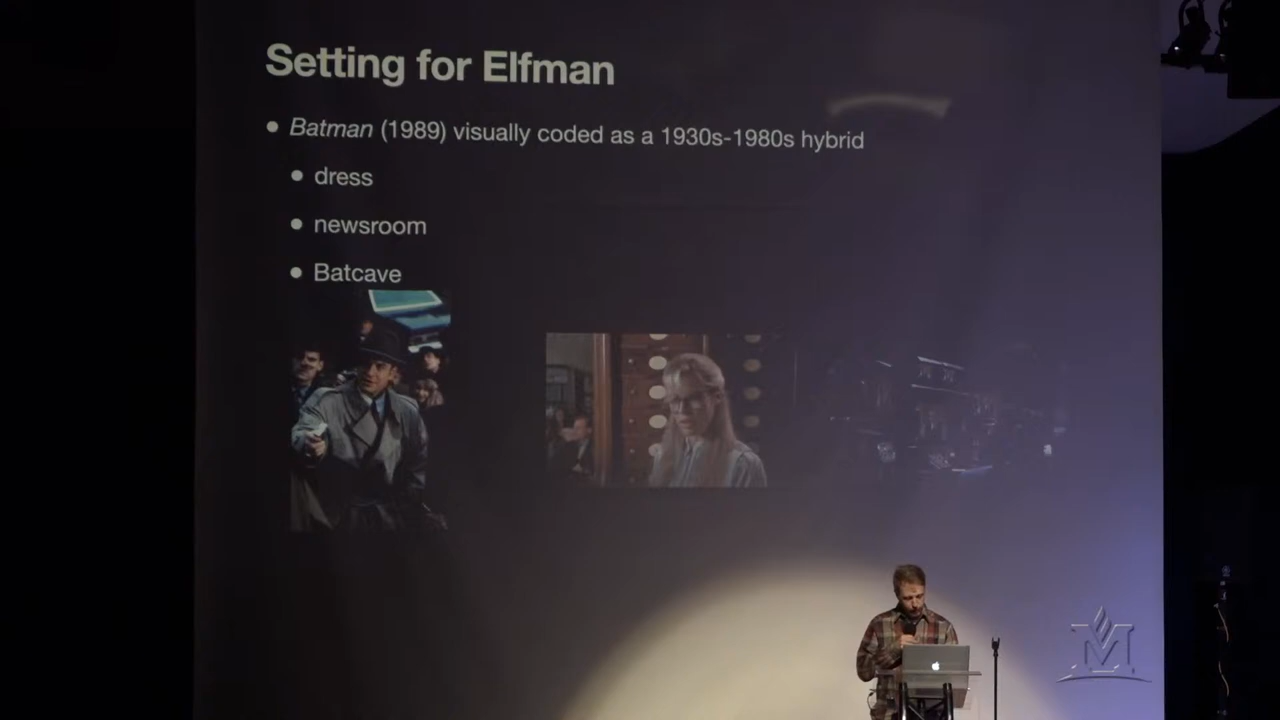 Setting for Elfman
• Batman (1989) visually coded as a 1930s-1980s hybrid
• dress
• newsroom
• Batcave
M